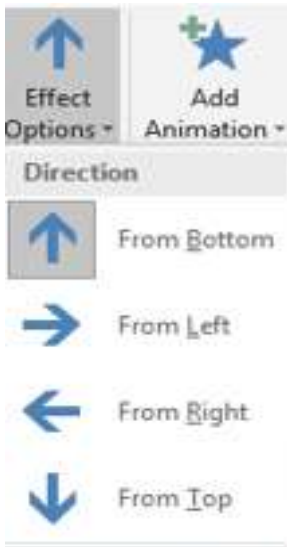 Effect Options
Add Animation
Direction
From Bottom
From Left
From Right
From Top